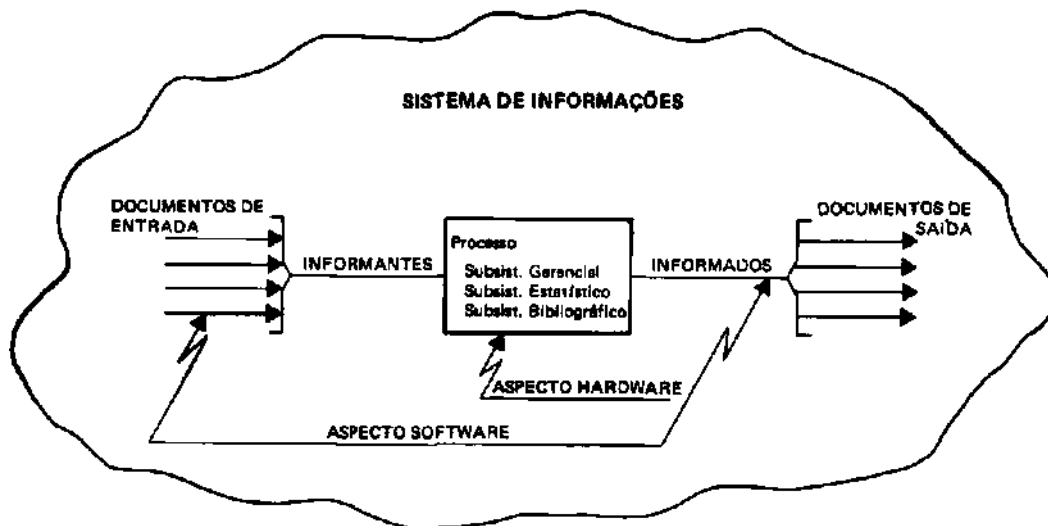 SISTEMA DE INFORMAÇÕES
DOCUMENTOS DE
ENTRADA
INFORMANTES
Processo
Subsist. Gerancial
Subsist. Estatístico
Subsist. Bibliográfico
INFORMADOS
DOCUMENTOS DE
SAÍDA
ASPECTO HARDWARE
ASPECTO SOFTWARE